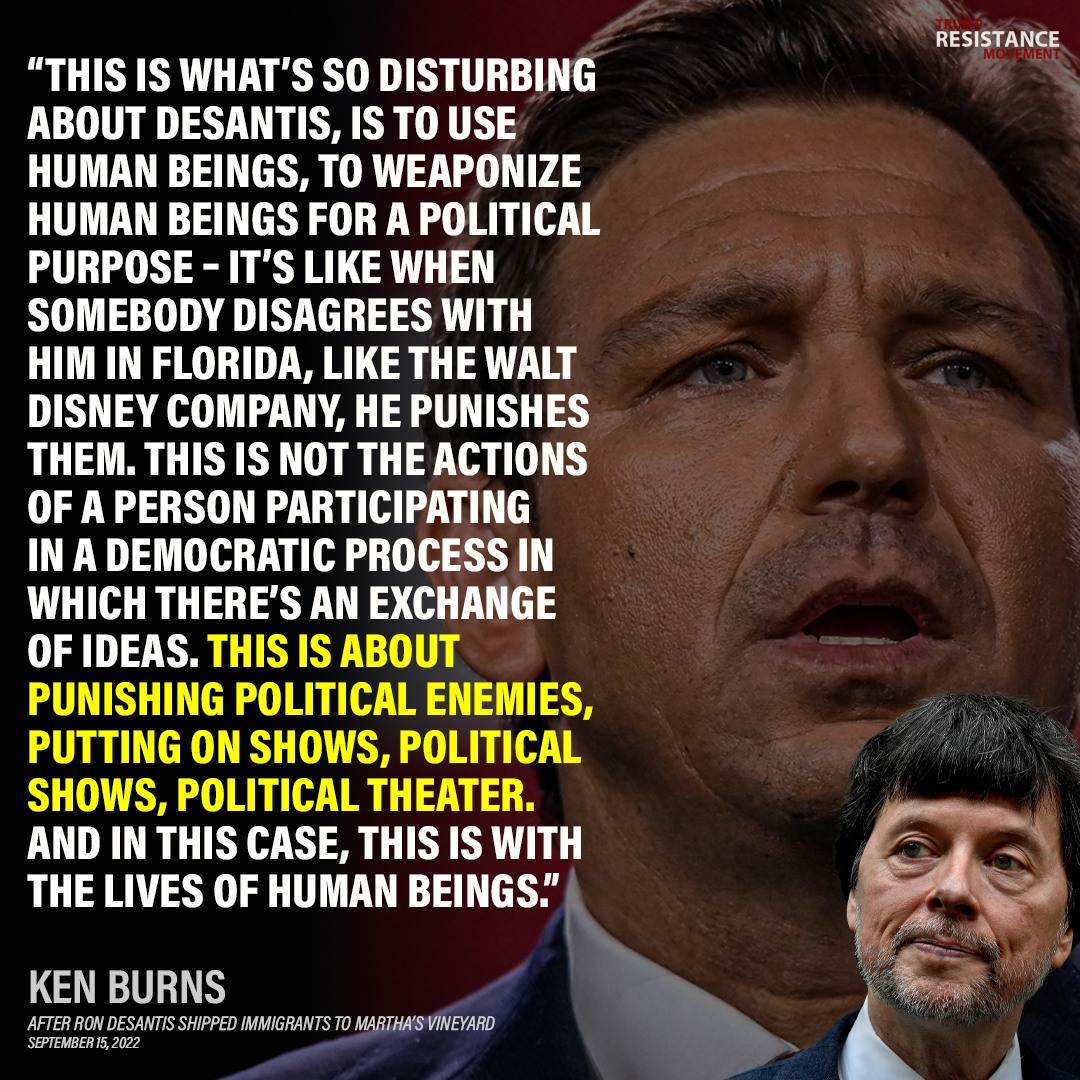 TRUMP
RESISTANCE
MOVEMENT
“THIS IS WHAT’S SO DISTURBING
ABOUT DESANTIS, IS TO USE
HUMAN BEINGS, TO WEAPONIZE
HUMAN BEINGS FOR A POLITICAL
PURPOSE – IT’S LIKE WHEN
SOMEBODY DISAGREES WITH
HIM IN FLORIDA, LIKE THE WALT
DISNEY COMPANY, HE PUNISHES
THEM. THIS IS NOT THE ACTIONS
OF A PERSON PARTICIPATING
IN A DEMOCRATIC PROCESS IN
WHICH THERE’S AN EXCHANGE
OF IDEAS. THIS IS ABOUT
PUNISHING POLITICAL ENEMIES,
PUTTING ON SHOWS, POLITICAL
SHOWS, POLITICAL THEATER.
AND IN THIS CASE, THIS IS WITH
THE LIVES OF HUMAN BEINGS.”
KEN BURNS
AFTER RON DESANTIS SHIPPED IMMIGRANTS TO MARTHA’S VINEYARD
SEPTEMBER 15, 2022